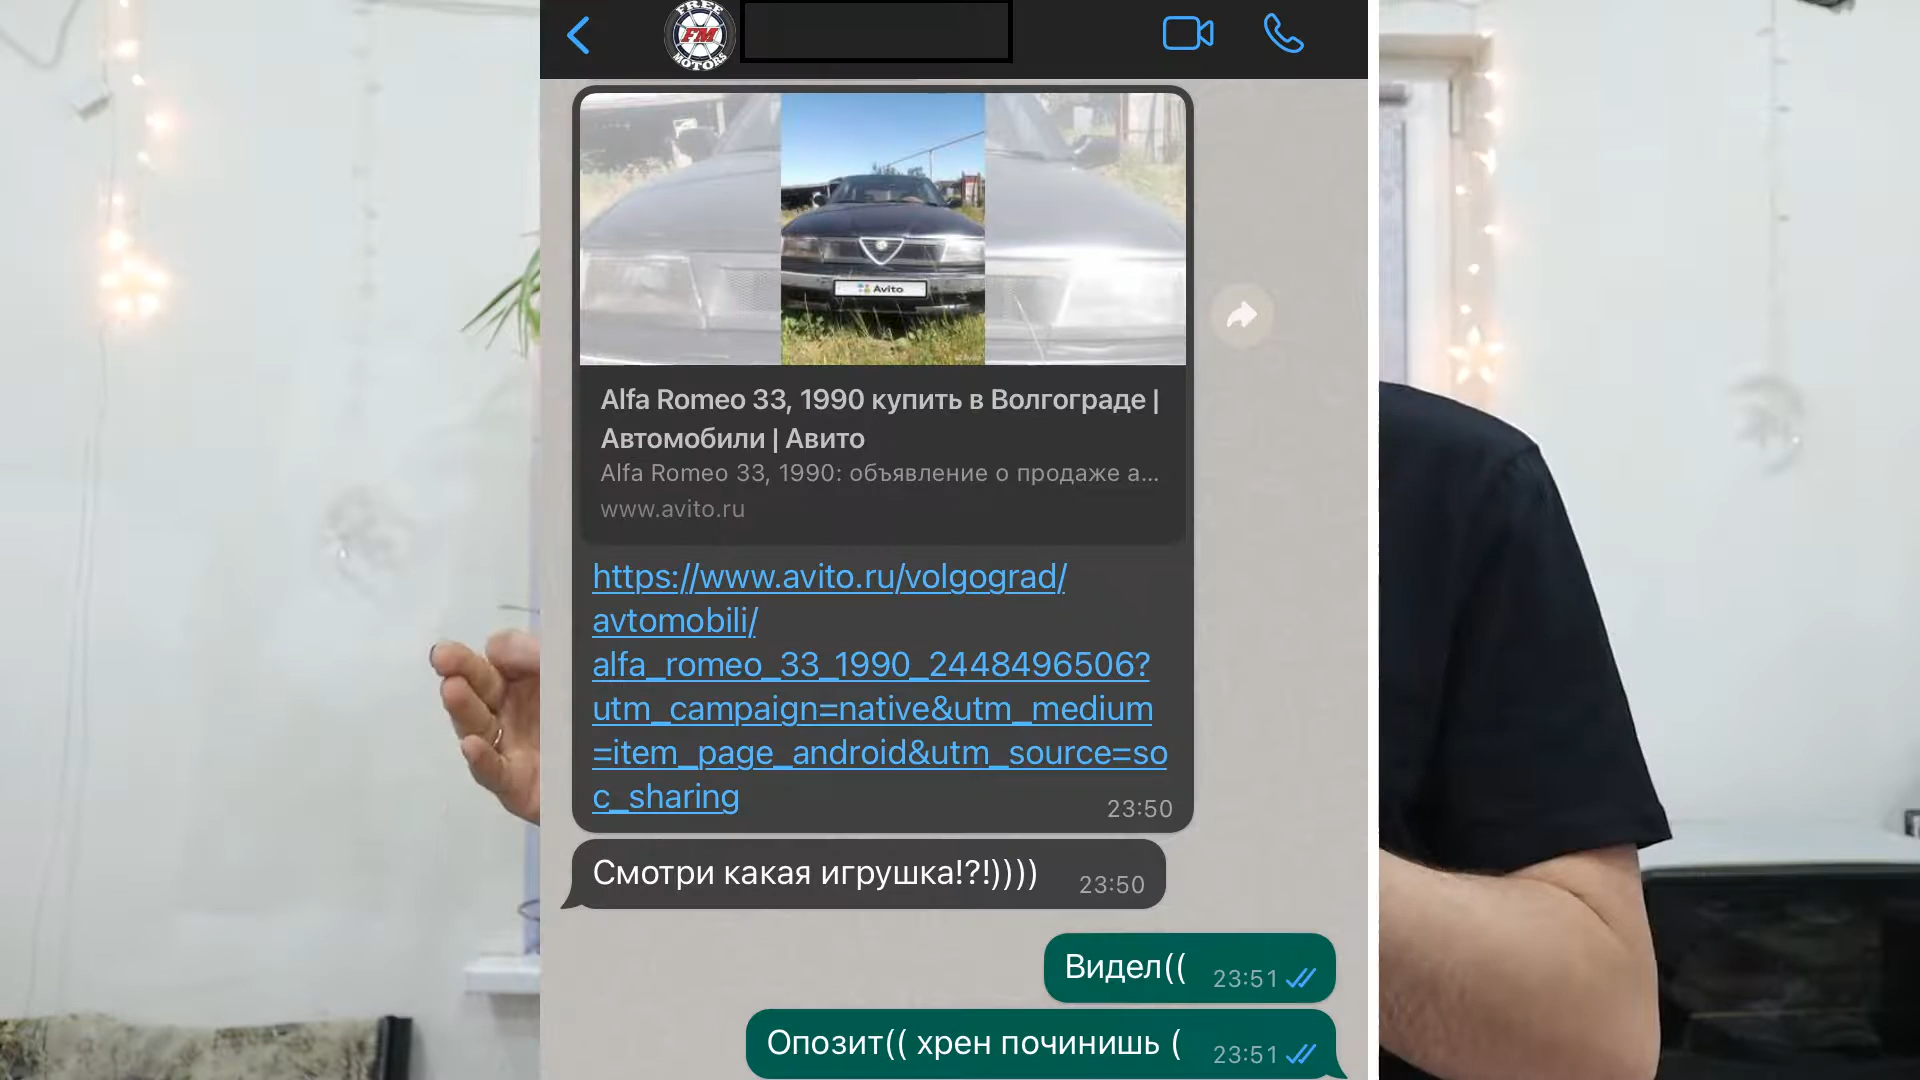 FREE
FM
MOTORS
Avito
Alfa Romeo 33, 1990 купить в Волгограде |
Автомобили | Авито
Alfa Romeo 33, 1990: объявление о продаже а...
www.avito.ru
https://www.avito.ru/volgograd/
avtomobili/
alfa_romeo_33_1990_2448496506?
utm_campaign=native&utm_medium
=item_page_android&utm_source=so
c_sharing
23:50
Смотри какая игрушка!?!)))) 23:50
Видел(( 23:51
Опозит(( хрен починишь ( 23:51